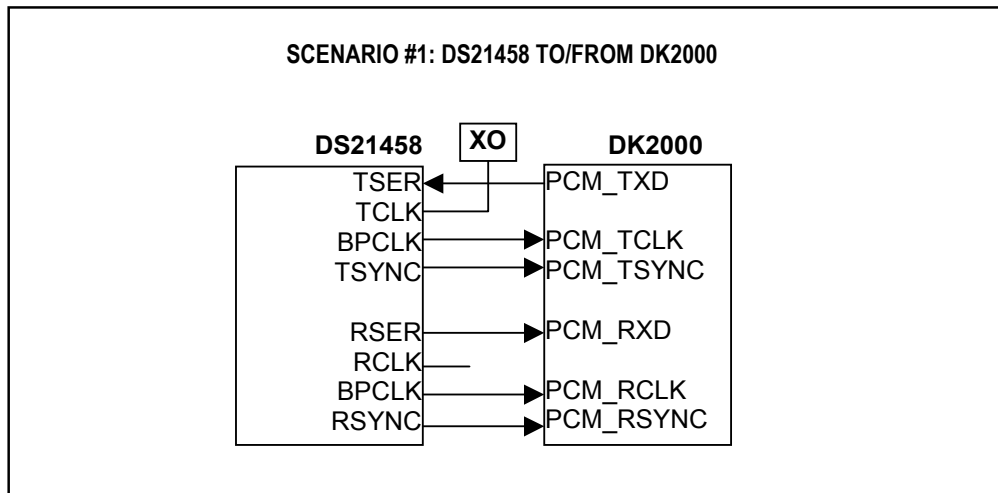 SCENARIO #1: DS21458 TO/FROM DK2000
XO
DS21458
DK2000
TSER
PCM_TXD
TCLK
BPCLK
PCM_TCLK
TSYNC
PCM_TSYNC
RSER
PCM_RXD
RCLK
BPCLK
PCM_RCLK
RSYNC
PCM_RSYNC